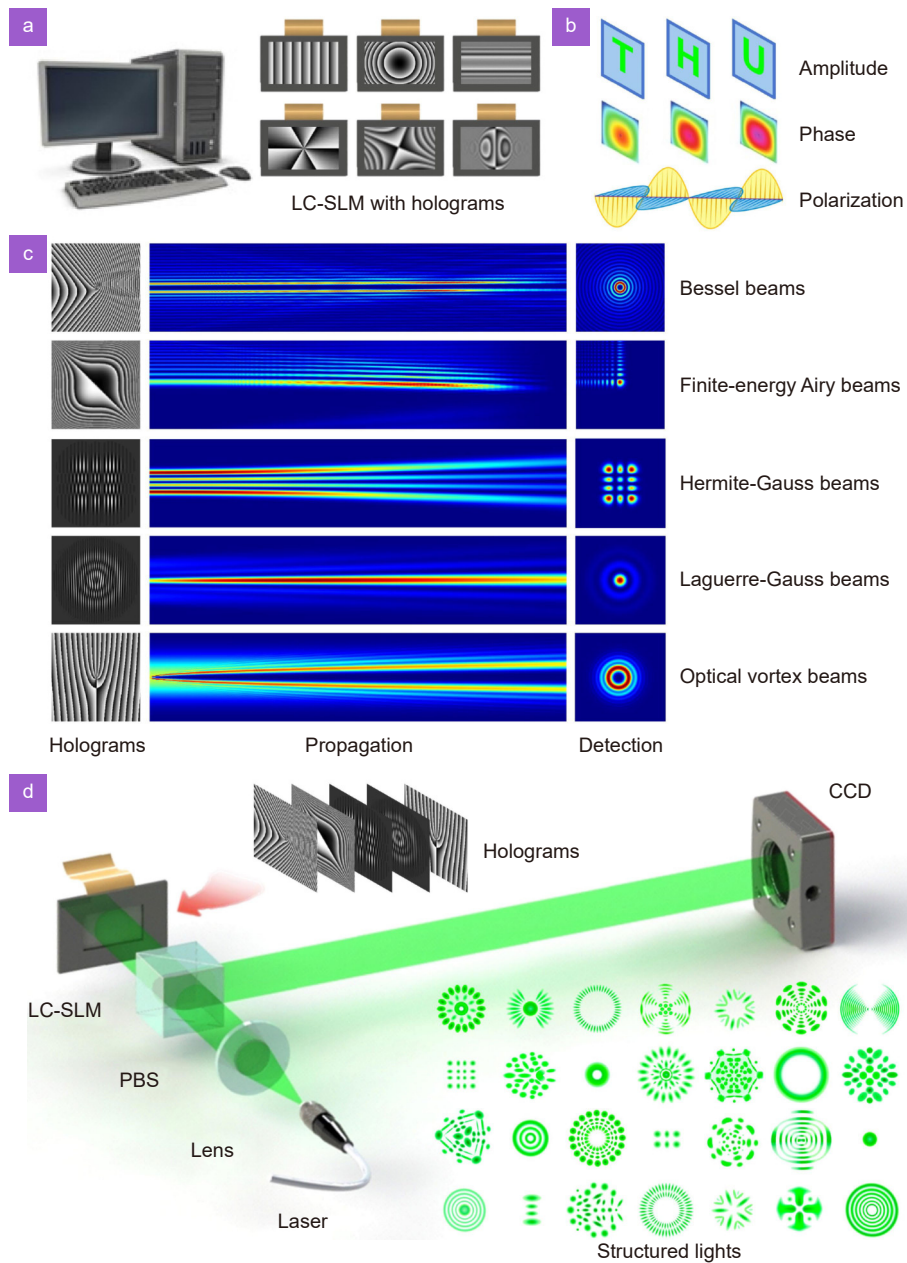 a
LC-SLM with holograms
b
T H U
Amplitude
Phase
Polarization
c
Bessel beams
Finite-energy Airy beams
Hermite-Gauss beams
Laguerre-Gauss beams
Optical vortex beams
Holograms
Propagation
Detection
d
CCD
Holograms
LC-SLM
PBS
Lens
Laser
Structured lights